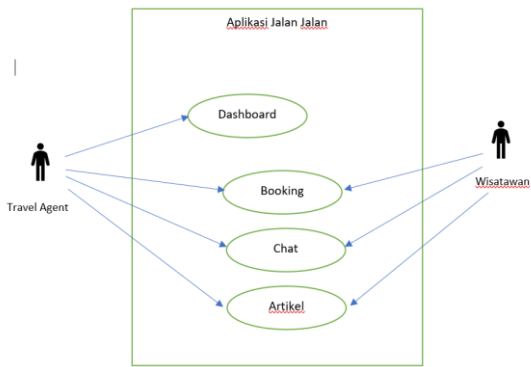 Aplikasi Jalan Jalan
Dashboard
Booking
Travel Agent
Wisatawan
Chat
Artikel